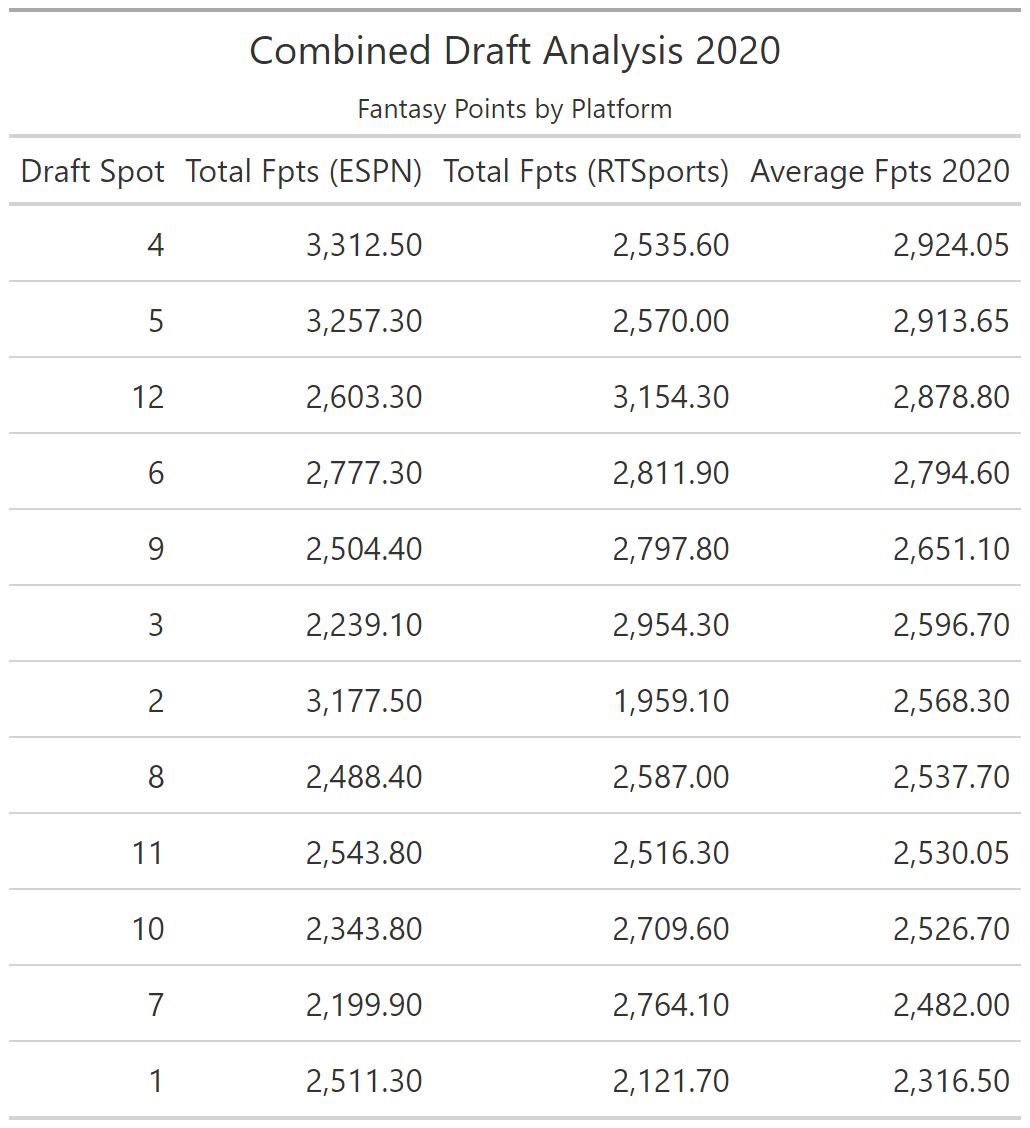 Combined Draft Analysis 2020
Fantasy Points by Platform
Draft Spot Total Fpts (ESPN) Total Fpts (RTSports) Average Fpts 2020
4 3,312.50 2,535.60 2,924.05
5 3,257.30 2,570.00 2,913.65
12 2,603.30 3,154.30 2,878.80
6 2,777.30 2,811.90 2,794.60
9 2,504.40 2,797.80 2,651.10
3 2,239.10 2,954.30 2,596.70
2 3,177.50 1,959.10 2,568.30
8 2,488.40 2,587.00 2,537.70
11 2,543.80 2,516.30 2,530.05
10 2,343.80 2,709.60 2,526.70
7 2,199.90 2,764.10 2,482.00
1 2,511.30 2,121.70 2,316.50